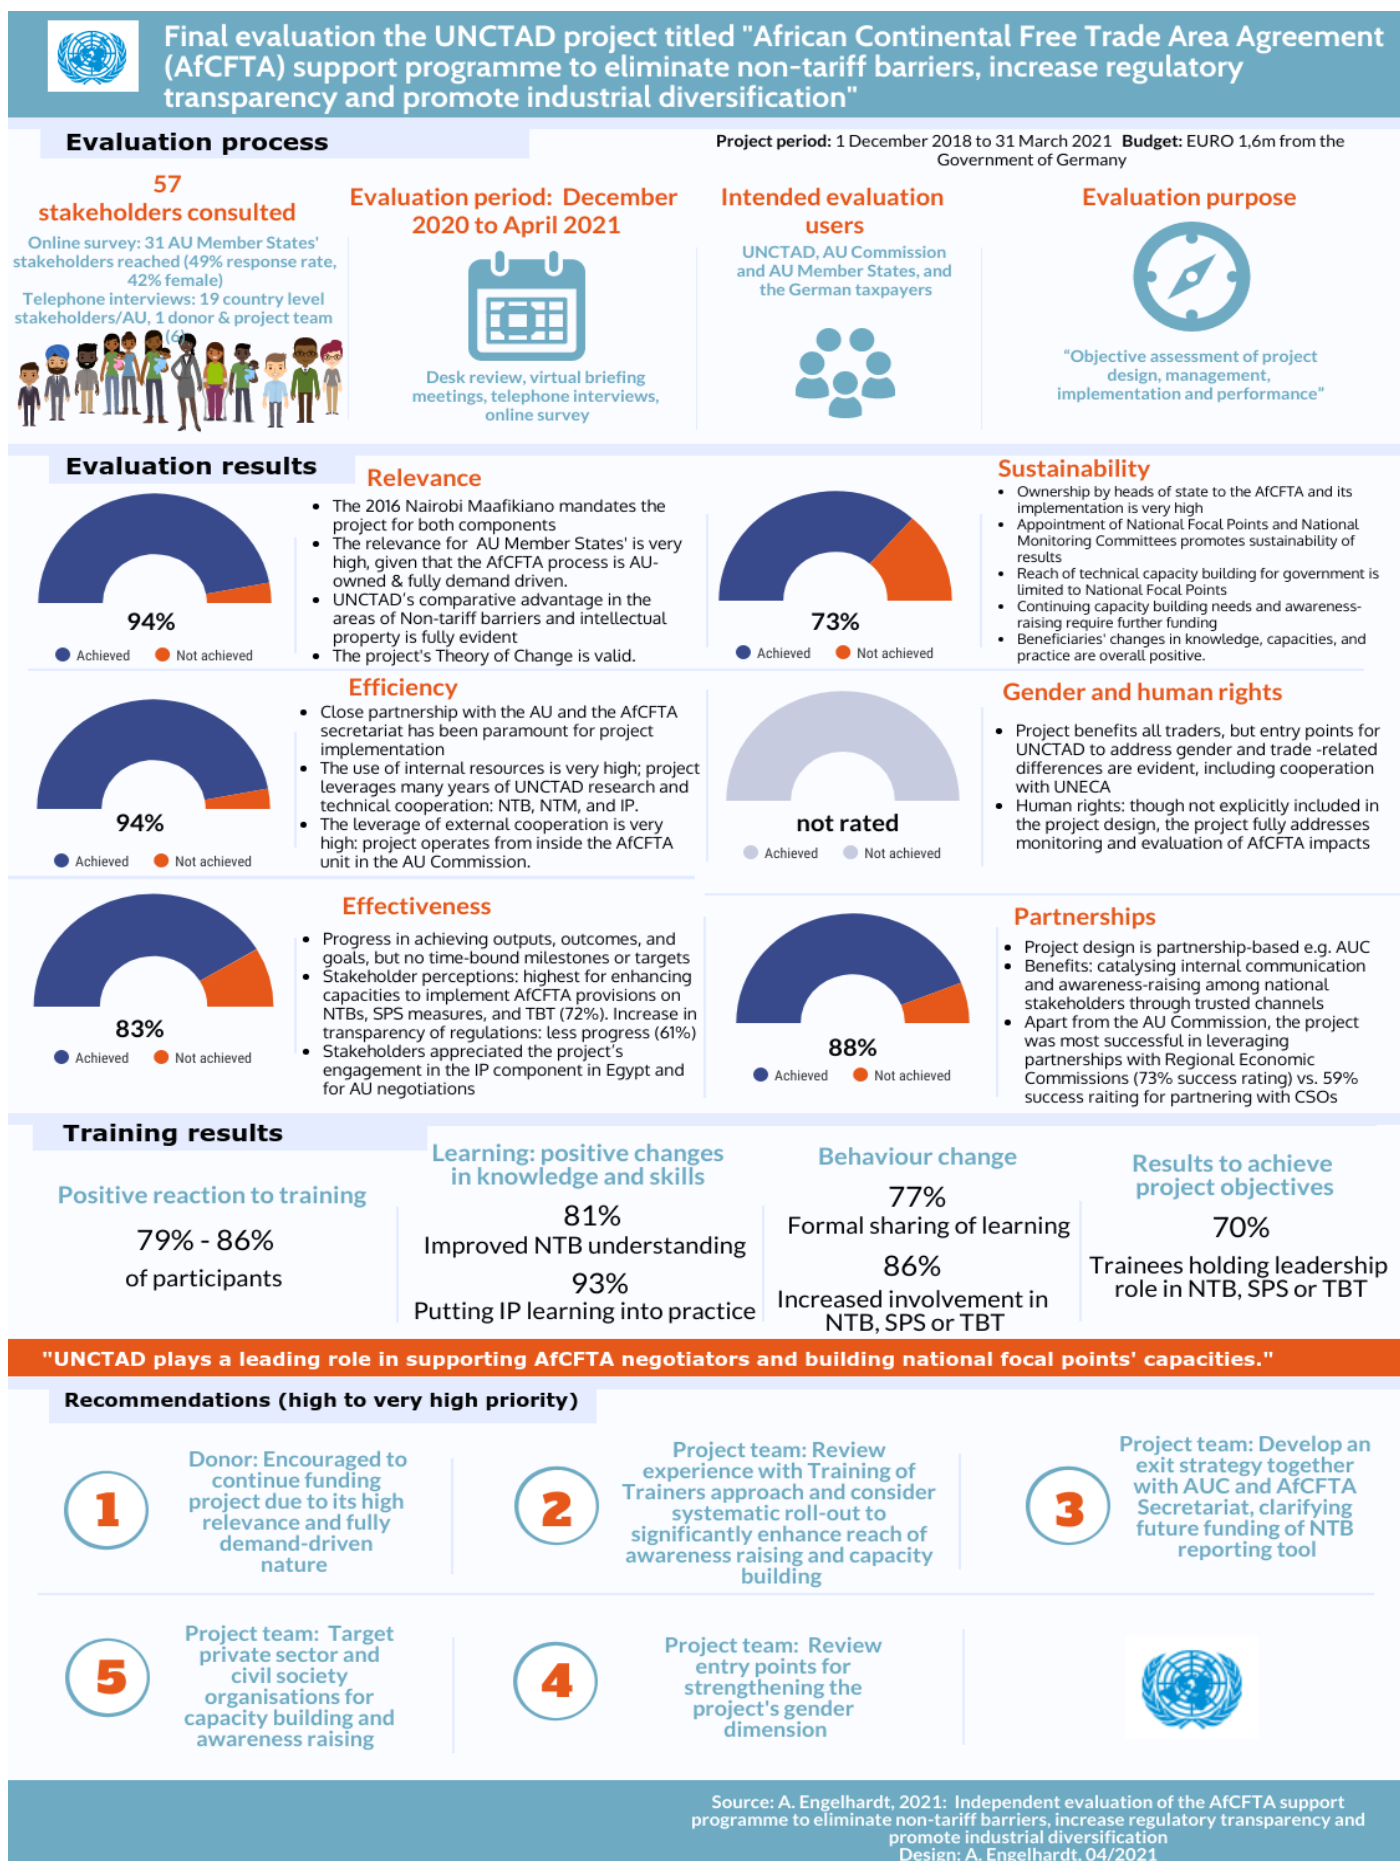 Final evaluation the UNCTAD project titled "African Continental Free Trade Area Agreement
(AfCFTA) support programme to eliminate non-tariff barriers, increase regulatory
transparency and promote industrial diversification"
Evaluation process
Project period: 1 December 2018 to 31 March 2021 Budget: EURO 1,6m from the
Government of Germany
57
stakeholders consulted
Online survey: 31 AU Member States'
stakeholders reached (49% response rate,
42% female)
Telephone interviews: 19 country level
stakeholders/AU, 1 donor & project team
(6)
Evaluation period: December
2020 to April 2021
Desk review, virtual briefing
meetings, telephone interviews,
online survey
Intended evaluation
users
UNCTAD, AU Commission
and AU Member States, and
the German taxpayers
Evaluation purpose
“Objective assessment of project
design, management,
implementation and performance”
Evaluation results
Relevance
94%
Achieved
Not achieved
• The 2016 Nairobi Maafikiano mandates the
project for both components
• The relevance for AU Member States' is very
high, given that the AfCFTA process is AU-
owned & fully demand driven.
• UNCTAD’s comparative advantage in the
areas of Non-tariff barriers and intellectual
property is fully evident
• The project's Theory of Change is valid.
Sustainability
73%
Achieved
Not achieved
• Ownership by heads of state to the AfCFTA and its
implementation is very high
• Appointment of National Focal Points and National
Monitoring Committees promotes sustainability of
results
• Reach of technical capacity building for government is
limited to National Focal Points
• Continuing capacity building needs and awareness-
raising require further funding
• Beneficiaries' changes in knowledge, capacities, and
practice are overall positive.
Efficiency
94%
Achieved
Not achieved
• Close partnership with the AU and the AfCFTA
secretariat has been paramount for project
implementation
• The use of internal resources is very high; project
leverages many years of UNCTAD research and
technical cooperation: NTB, NTM, and IP.
• The leverage of external cooperation is very
high: project operates from inside the AfCFTA
unit in the AU Commission.
Gender and human rights
not rated
Achieved
Not achieved
• Project benefits all traders, but entry points for
UNCTAD to address gender and trade -related
differences are evident, including cooperation
with UNECA
• Human rights: though not explicitly included in
the project design, the project fully addresses
monitoring and evaluation of AfCFTA impacts
Effectiveness
83%
Achieved
Not achieved
• Progress in achieving outputs, outcomes, and
goals, but no time-bound milestones or targets
• Stakeholder perceptions: highest for enhancing
capacities to implement AfCFTA provisions on
NTBs, SPS measures, and TBT (72%). Increase in
transparency of regulations: less progress (61%)
• Stakeholders appreciated the project’s
engagement in the IP component in Egypt and
for AU negotiations
Partnerships
88%
Achieved
Not achieved
• Project design is partnership-based e.g. AUC
• Benefits: catalysing internal communication
and awareness-raising among national
stakeholders through trusted channels
• Apart from the AU Commission, the project
was most successful in leveraging
partnerships with Regional Economic
Commissions (73% success rating) vs. 59%
success raiting for partnering with CSOs
Training results
Positive reaction to training
79% - 86%
of participants
Learning: positive changes
in knowledge and skills
81%
Improved NTB understanding
93%
Putting IP learning into practice
Behaviour change
77%
Formal sharing of learning
86%
Increased involvement in
NTB, SPS or TBT
Results to achieve
project objectives
70%
Trainees holding leadership
role in NTB, SPS or TBT
"UNCTAD plays a leading role in supporting AfCFTA negotiators and building national focal points' capacities."
Recommendations (high to very high priority)
1
Donor: Encouraged to
continue funding
project due to its high
relevance and fully
demand-driven
nature
2
Project team: Review
experience with Training of
Trainers approach and consider
systematic roll-out to
significantly enhance reach of
awareness raising and capacity
building
3
Project team: Develop an
exit strategy together
with AUC and AfCFTA
Secretariat, clarifying
future funding of NTB
reporting tool
5
Project team: Target
private sector and
civil society
organisations for
capacity building and
awareness raising
4
Project team: Review
entry points for
strengthening the
project's gender
dimension
Source: A. Engelhardt, 2021: Independent evaluation of the AfCFTA support
programme to eliminate non-tariff barriers, increase regulatory transparency and
promote industrial diversification
Design: A. Engelhardt, 04/2021